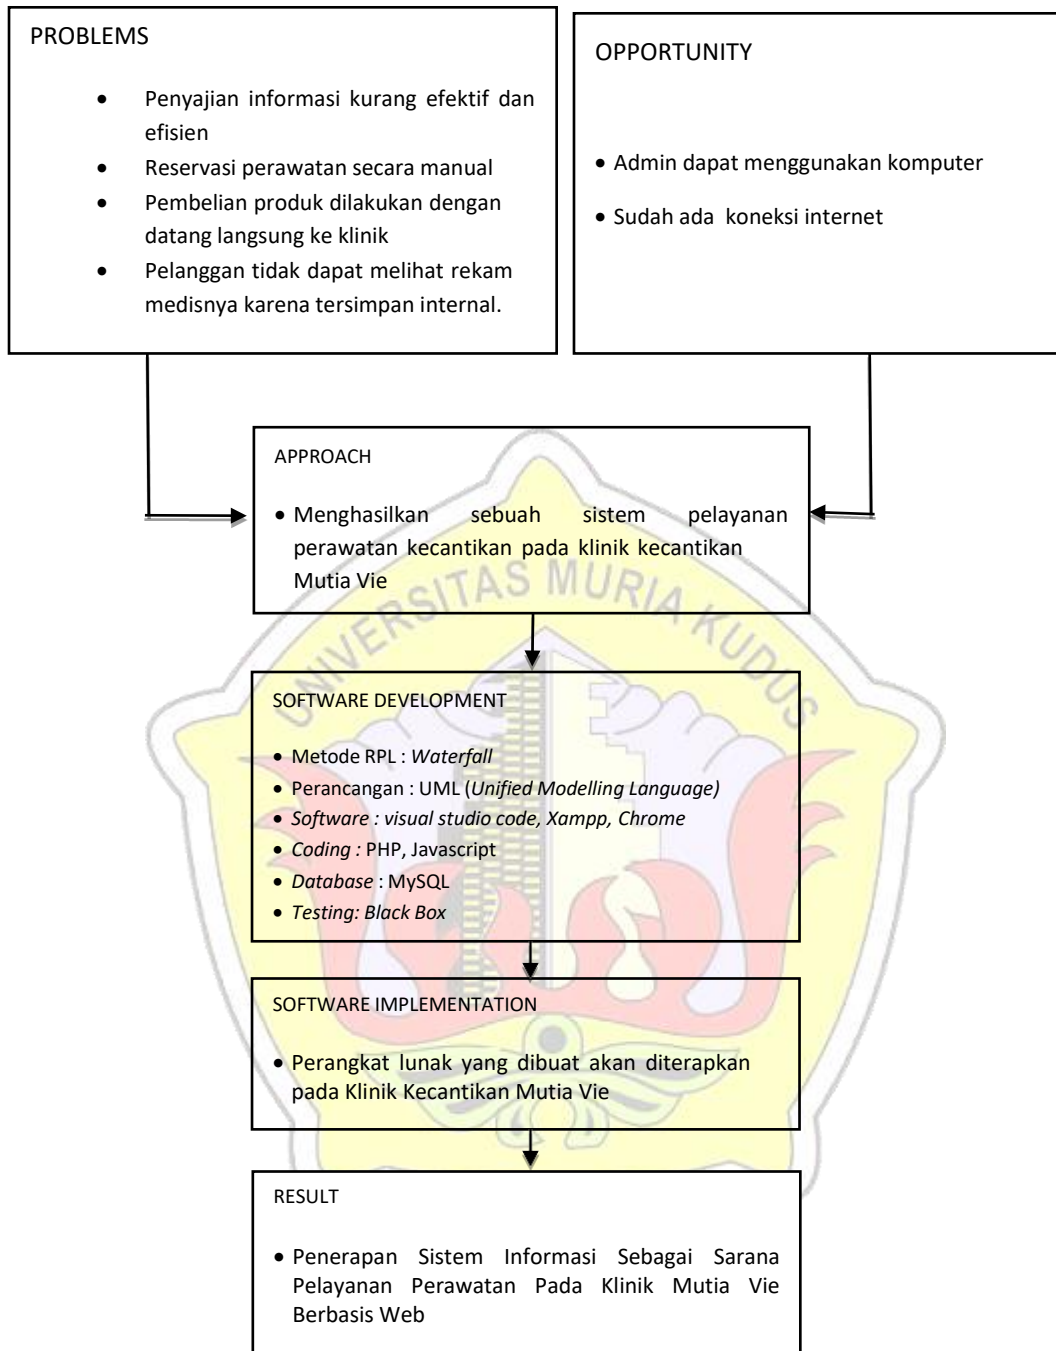 PROBLEMS
• Penyajian informasi kurang efektif dan
efisien
• Reservasi perawatan secara manual
• Pembelian produk dilakukan dengan
datang langsung ke klinik
• Pelanggan tidak dapat melihat rekam
medisnya karena tersimpan internal.
OPPORTUNITY
• Admin dapat menggunakan komputer
• Sudah ada koneksi internet
APPROACH
• Menghasilkan sebuah sistem pelayanan
perawatan kecantikan pada klinik kecantikan
Mutia Vie
UNIVERSITAS MURIA KUDUS
SOFTWARE DEVELOPMENT
• Metode RPL : Waterfall
• Perancangan : UML (Unified Modelling Language)
• Software : visual studio code, Xampp, Chrome
• Coding : PHP, Javascript
• Database : MySQL
• Testing: Black Box
SOFTWARE IMPLEMENTATION
• Perangkat lunak yang dibuat akan diterapkan
pada Klinik Kecantikan Mutia Vie
RESULT
• Penerapan Sistem Informasi Sebagai Sarana
Pelayanan Perawatan Pada Klinik Mutia Vie
Berbasis Web